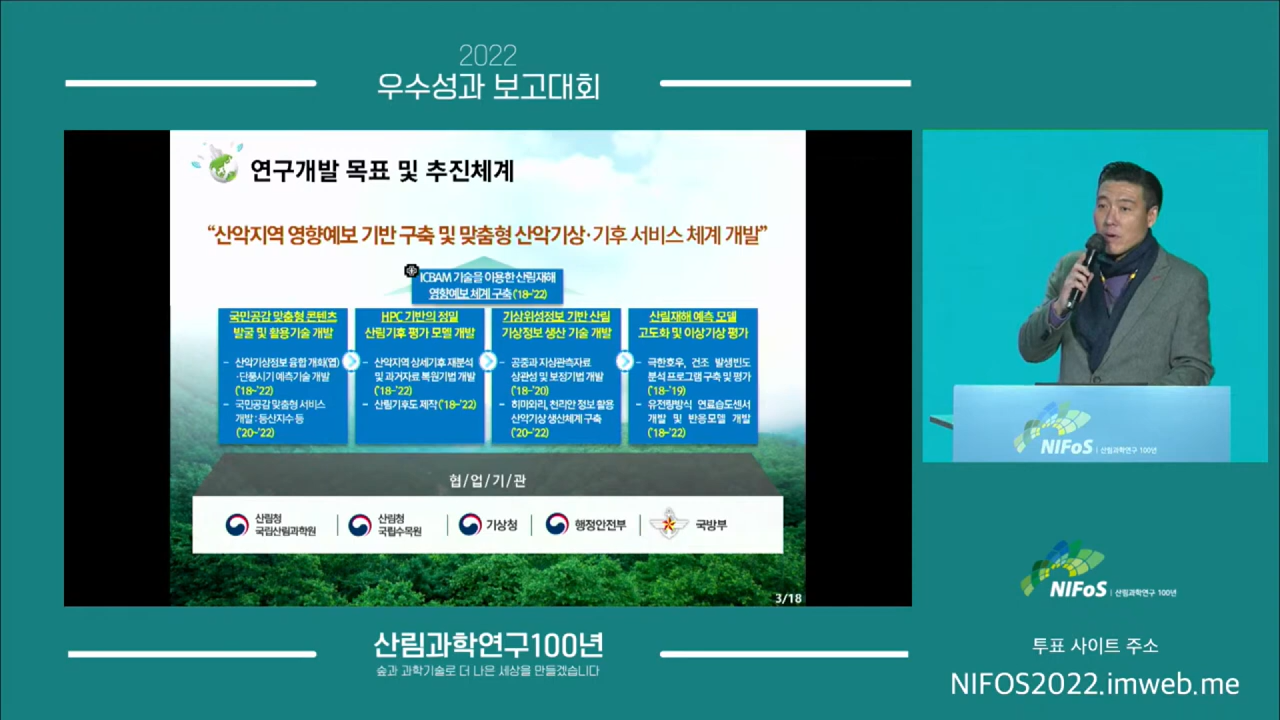 2022
우수성과 보고대회
연구개발 목표 및 추진체계
“산악지역 영향예보 기반 구축 및 맞춤형 산악기상·기후 서비스 체계 개발”
ICBAM 기술을 이용한 산림재해
영향예보 체계 구축('18~'22)
국민공감 맞춤형 콘텐츠
발굴 및 활용기술 개발
- 산악기상정보 융합 개화(엽)
·단풍시기 예측기술 개발
('18~'22)
- 국민공감 맞춤형 서비스
개발 : 등산지수 등
('20~'22)
HPC 기반의 정밀
산림기후 평가 모델 개발
- 산악지역 상세기후 재분석
및 과거자료 복원기법 개발
('18~'22)
- 산림기후도 제작('18~'22)
기상위성정보 기반 산림
기상정보 생산 기술 개발
- 공중과 지상관측자료
상관성 및 보정기법 개발
('18~'20)
- 히마와리, 천리안 정보 활용
산악기상 생산체계 구축
('20~'22)
산림재해 예측 모델
고도화 및 이상기상 평가
- 극한호우, 건조 발생빈도
분석 프로그램 구축 및 평가
('18~'19)
- 유전량방식 연료습도센서
개발 및 반응모델 개발
('18~'22)
협/업/기/관
산림청
국립산림과학원
산림청
국립수목원
기상청
행정안전부
국방부
3/18
NIFoS | 산림과학연구 100년
산림과학연구100년
숲과 과학기술로 더 나은 세상을 만들겠습니다
NIFoS | 산림과학연구 100년
투표 사이트 주소
NIFOS2022.imweb.me